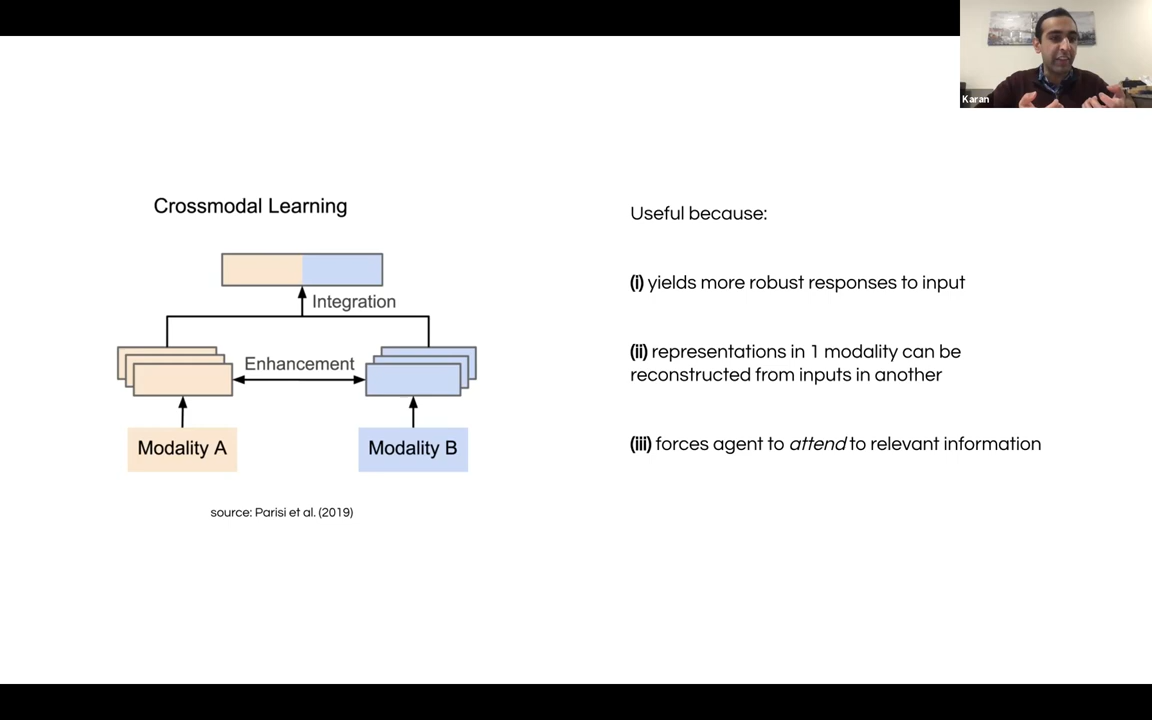 Karan
Crossmodal Learning
Integration
Enhancement
Modality A
Modality B
source: Parisi et al. (2019)
Useful because:
(i) yields more robust responses to input
(ii) representations in 1 modality can be
reconstructed from inputs in another
(iii) forces agent to attend to relevant information